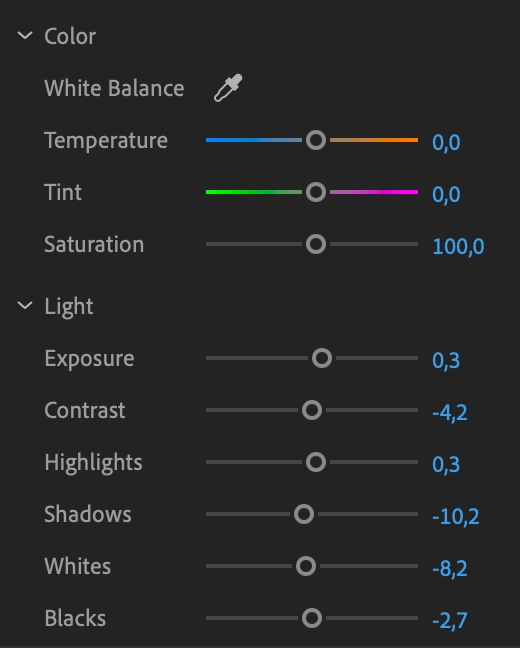 Color
White Balance
Temperature 0,0
Tint 0,0
Saturation 100,0
Light
Exposure 0,3
Contrast -4,2
Highlights 0,3
Shadows -10,2
Whites -8,2
Blacks -2,7